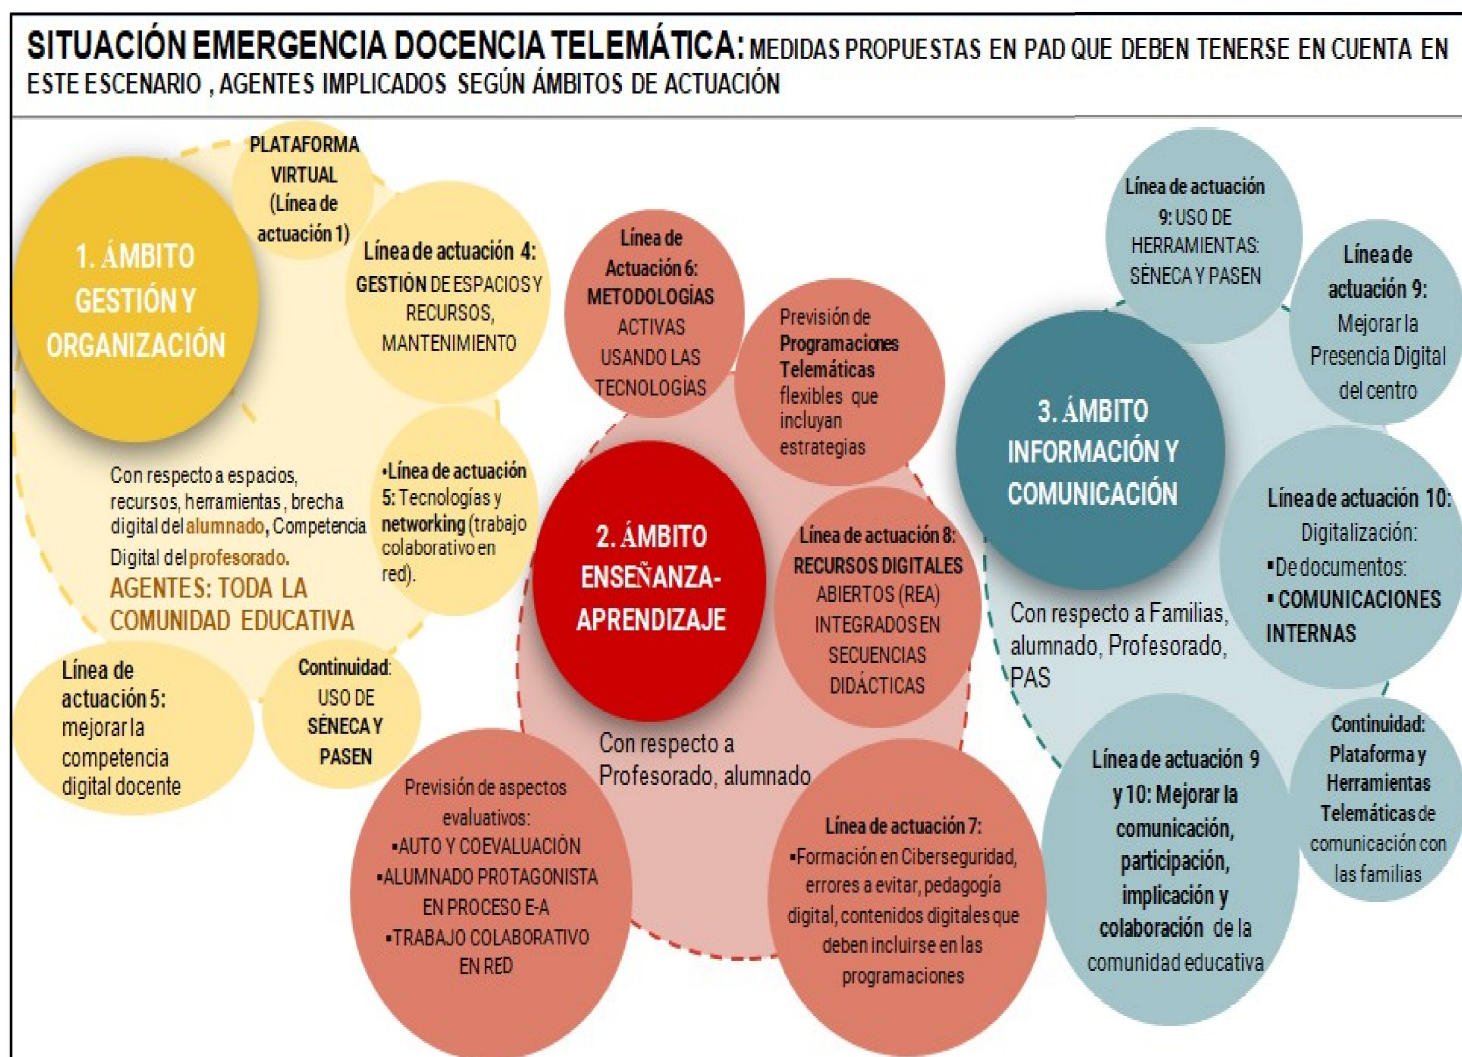 SITUACIÓN EMERGENCIA DOCENCIA TELEMÁTICA: MEDIDAS PROPUESTAS EN PAD QUE DEBEN TENERSE EN CUENTA EN
ESTE ESCENARIO , AGENTES IMPLICADOS SEGÚN ÁMBITOS DE ACTUACIÓN
1. ÁMBITO
GESTIÓN Y
ORGANIZACIÓN
PLATAFORMA
VIRTUAL
(Línea de
actuación 1)
Línea de actuación 4:
GESTIÓN DE ESPACIOS Y
RECURSOS,
MANTENIMIENTO
•Línea de actuación
5: Tecnologías y
networking (trabajo
colaborativo en
red).
Con respecto a espacios,
recursos, herramientas , brecha
digital del alumnado, Competencia
Digital del profesorado.
AGENTES: TODA LA
COMUNIDAD EDUCATIVA
Línea de
actuación 5:
mejorar la
competencia
digital docente
Continuidad:
USO DE
SÉNECA Y
PASEN
2. ÁMBITO
ENSEÑANZA-
APRENDIZAJE
Línea de
Actuación 6:
METODOLOGÍAS
ACTIVAS
USANDO LAS
TECNOLOGÍAS
Previsión de
Programaciones
Telemáticas
flexibles que
incluyan
estrategias
Línea de actuación 8:
RECURSOS DIGITALES
ABIERTOS (REA)
INTEGRADOS EN
SECUENCIAS
DIDÁCTICAS
Con respecto a
Profesorado, alumnado
Previsión de aspectos
evaluativos:
▪AUTO Y COEVALUACIÓN
▪ALUMNADO PROTAGONISTA
EN PROCESO E-A
▪TRABAJO COLABORATIVO
EN RED
Línea de actuación 7:
▪Formación en Ciberseguridad,
errores a evitar, pedagogía
digital, contenidos digitales que
deben incluirse en las
programaciones
3. ÁMBITO
INFORMACIÓN Y
COMUNICACIÓN
Línea de actuación
9: USO DE
HERRAMIENTAS:
SÉNECA Y PASEN
Línea de
actuación 9:
Mejorar la
Presencia Digital
del centro
Línea de actuación 10:
Digitalización:
▪De documentos:
▪ COMUNICACIONES
INTERNAS
Con respecto a Familias,
alumnado, Profesorado,
PAS
Línea de actuación 9
y 10: Mejorar la
comunicación,
participación,
implicación y
colaboración de la
comunidad educativa
Continuidad:
Plataforma y
Herramientas
Telemáticas de
comunicación con
las familias